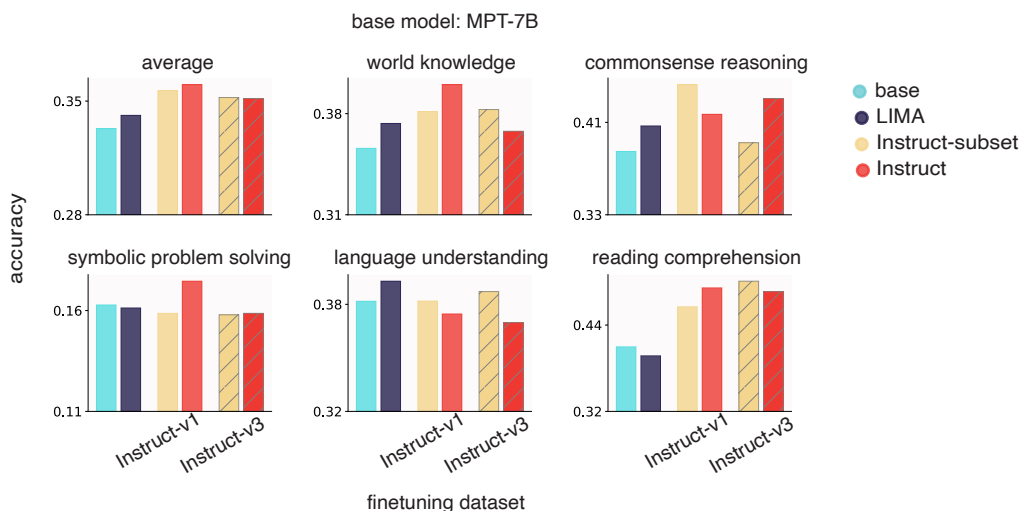 base model: MPT-7B
average
world knowledge
commonsense reasoning
0.35
0.28
0.38
0.31
0.41
0.33
base
LIMA
Instruct-subset
Instruct
accuracy
symbolic problem solving
language understanding
reading comprehension
0.16
0.11
0.38
0.32
0.44
0.32
Instruct-v1
Instruct-v3
Instruct-v1
Instruct-v3
Instruct-v1
Instruct-v3
finetuning dataset